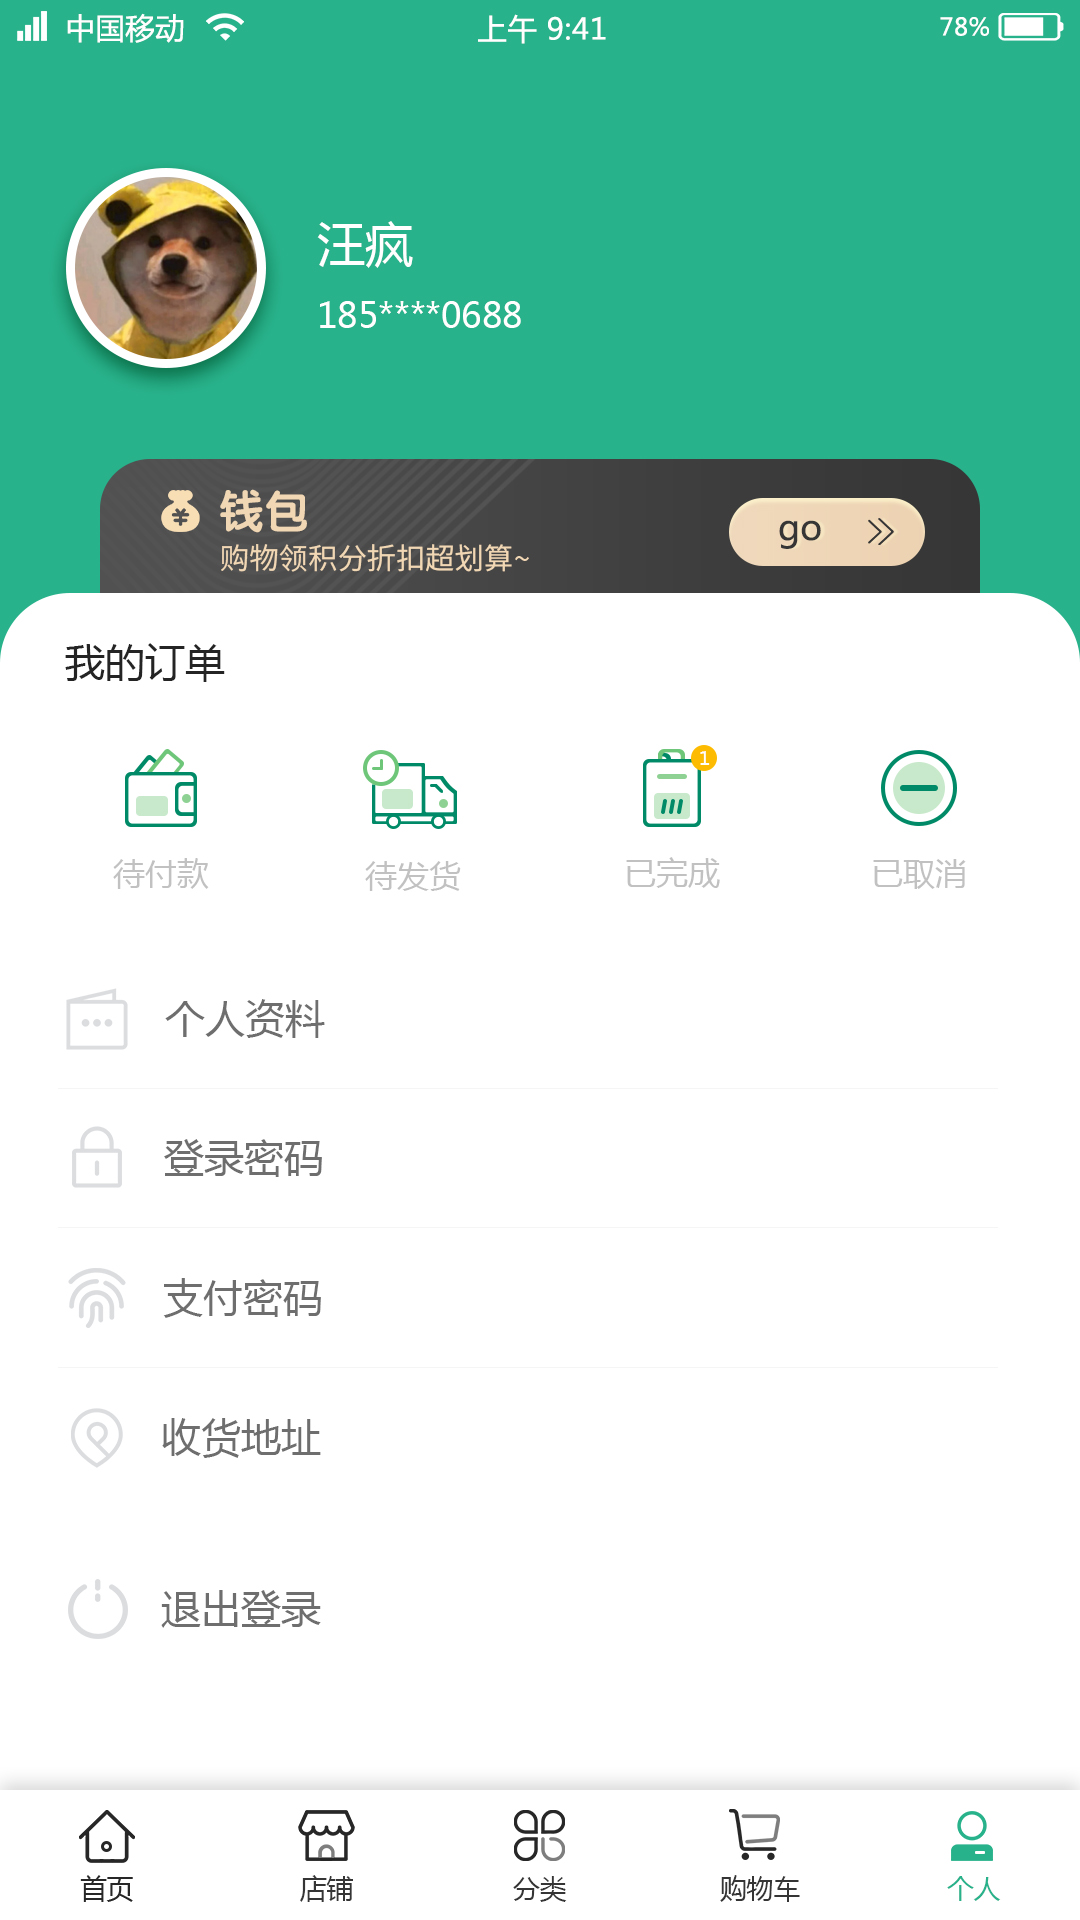 中国移动 上午 9:41 78%
汪疯
185****0688
钱包
购物领积分折扣超划算~
go
我的订单
1
待付款 待发货 已完成 已取消
个人资料
登录密码
支付密码
收货地址
退出登录
首页 店铺 分类 购物车 个人